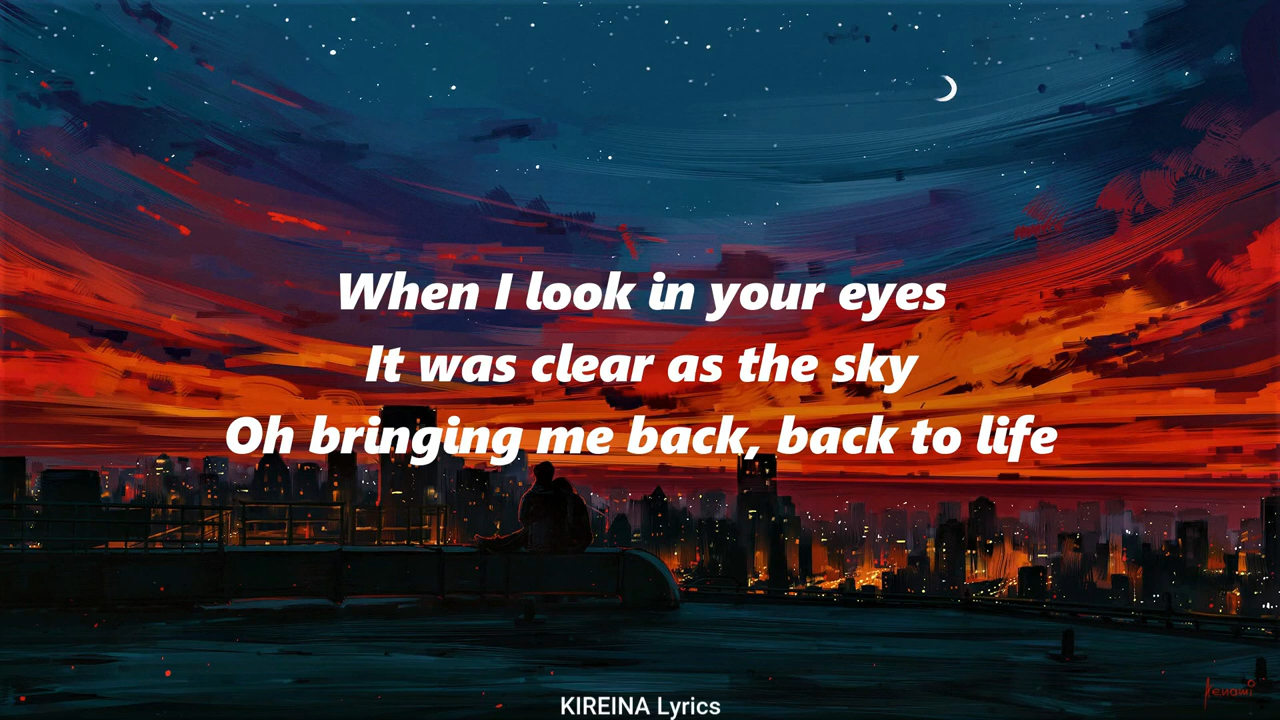 When I look in your eyes
It was clear as the sky
Oh bringing me back, back to life
KIREINA Lyrics